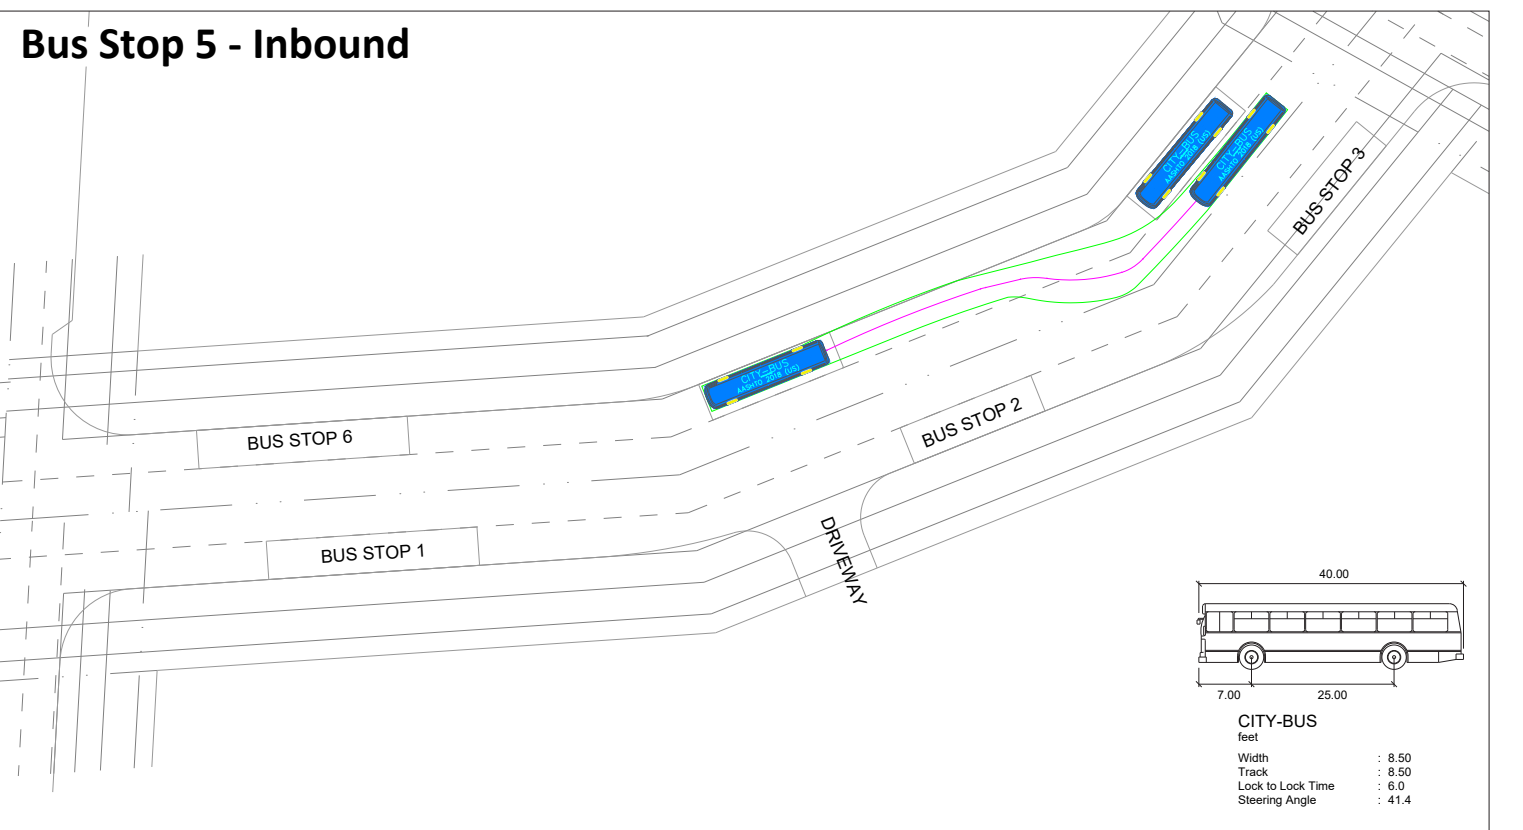 Bus Stop 5 - Inbound
CITY-BUS
AASHTO 2018 (US)
CITY-BUS
AASHTO 2018 (US)
BUS STOP 3
CITY-BUS
AASHTO 2018 (US)
BUS STOP 2
BUS STOP 6
BUS STOP 1
DRIVEWAY
40.00
7.00
25.00
CITY-BUS
feet
Width : 8.50
Track : 8.50
Lock to Lock Time : 6.0
Steering Angle : 41.4